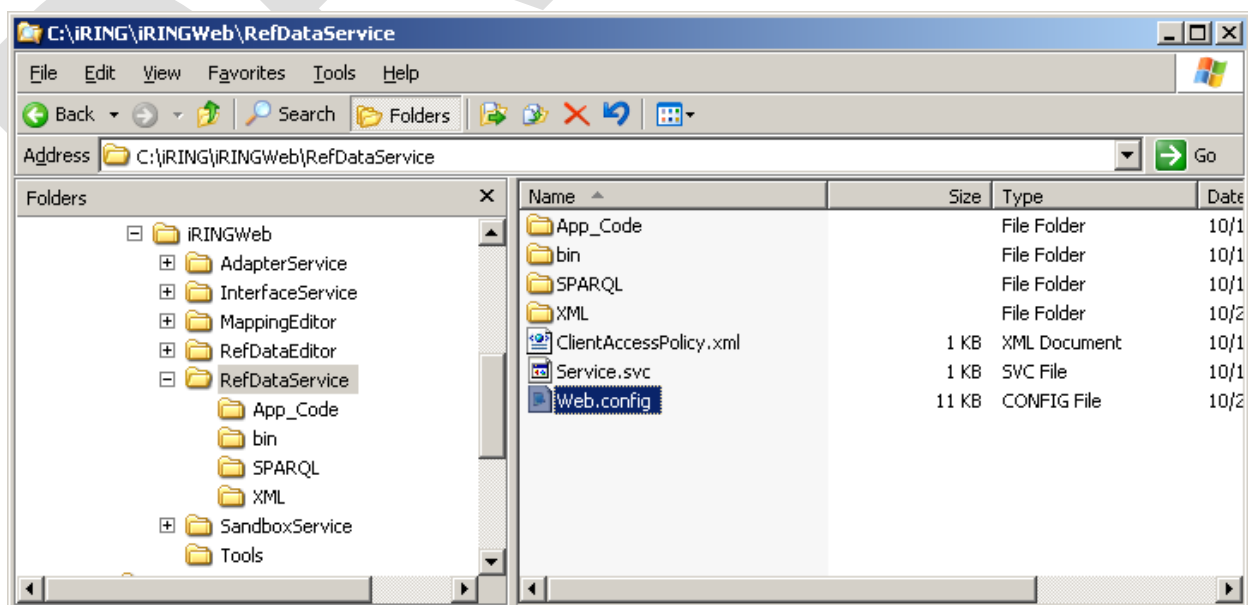 C:\iRING\iRINGWeb\RefDataService
File Edit View Favorites Tools Help
Back Search Folders
Address C:\iRING\iRINGWeb\RefDataService Go
Folders x
iRINGWeb
AdapterService
InterfaceService
MappingEditor
RefDataEditor
RefDataService
App_Code
bin
SPARQL
XML
SandboxService
Tools
Name Size Type Date
App_Code File Folder 10/1
bin File Folder 10/1
SPARQL File Folder 10/1
XML File Folder 10/2
ClientAccessPolicy.xml 1 KB XML Document 10/1
Service.svc 1 KB SVC File 10/1
Web.config 11 KB CONFIG File 10/2